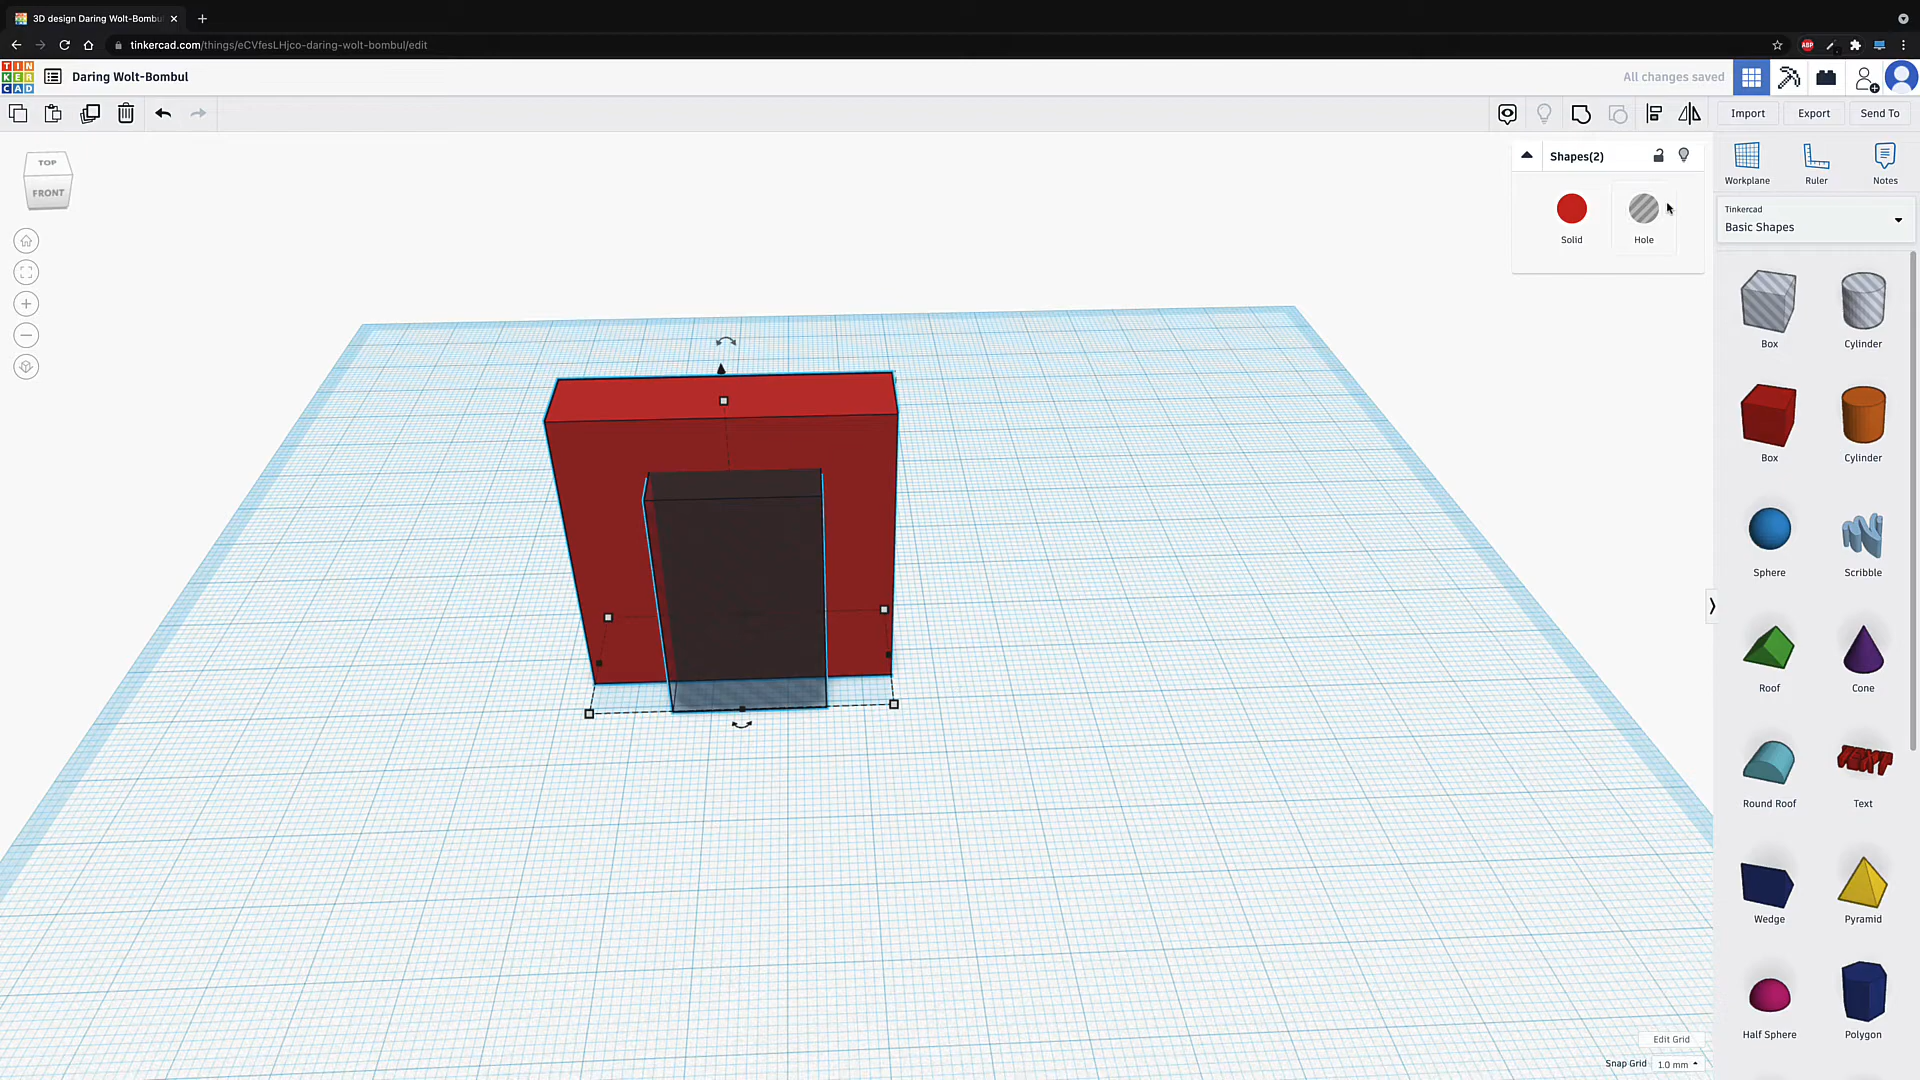 3D design Daring Wolt-Bombu
tinkercad.com/things/eCVfesLHjco-daring-wolt-bombul/edit
ABP
TIN
KER
CAD
Daring Wolt-Bombul
All changes saved
Import
Export
Send To
TOP
FRONT
Shapes(2)
Solid
Hole
Workplane
Ruler
Notes
Tinkercad
Basic Shapes
Box
Cylinder
Box
Cylinder
Sphere
Scribble
Roof
Cone
TEXT
Round Roof
Text
Wedge
Pyramid
Half Sphere
Polygon
Edit Grid
Snap Grid
1.0 mm